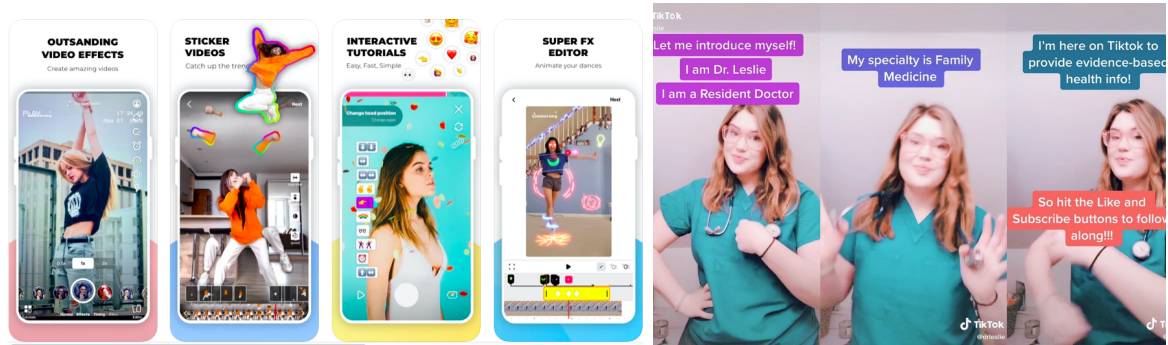 OUTSANDING
VIDEO EFFECTS
Create amazing videos
STICKER
VIDEOS
Catch up the
Next
INTERACTIVE
TUTORIALS
Easy, Fast, Simple
Change head position
SUPER FX
EDITOR
Animate your dances
Next
TikTok
Let me introduce myself!
I am Dr. Leslie
I am a Resident Doctor
My specialty is Family
Medicine
TikTok
@drleslie
I'm here on Tiktok to
provide evidence-based
health info!
So hit the Like and
Subscribe buttons to follow
along!!!
TikTok